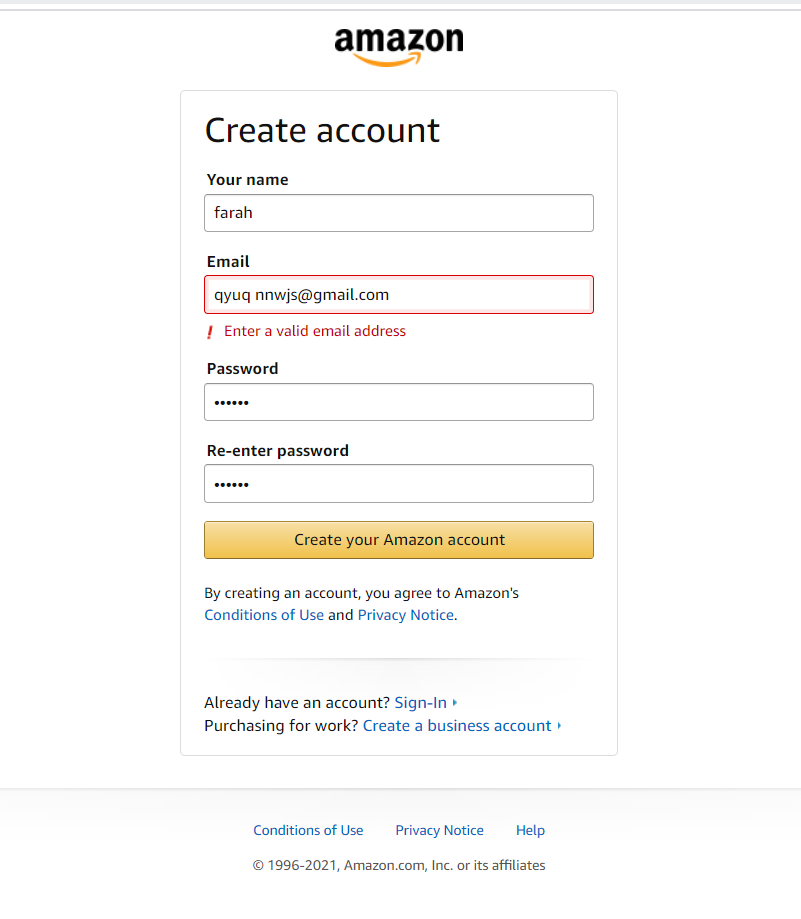 amazon
Create account
Your name
farah
Email
qyuq nnwjs@gmail.com
! Enter a valid email address
Password
••••••
Re-enter password
••••••
Create your Amazon account
By creating an account, you agree to Amazon's
Conditions of Use and Privacy Notice.
Already have an account? Sign-In
Purchasing for work? Create a business account
Conditions of Use Privacy Notice Help
© 1996-2021, Amazon.com, Inc. or its affiliates